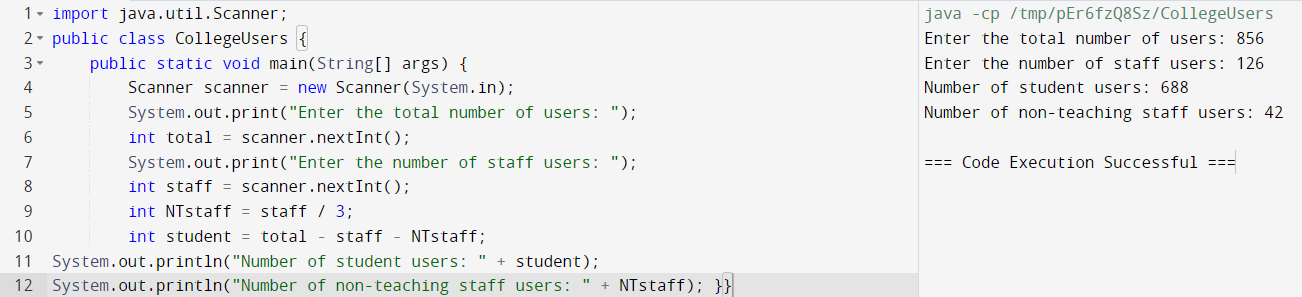 1 import java.util.Scanner;
2 public class CollegeUsers {
3     public static void main(String[] args) {
4         Scanner scanner = new Scanner(System.in);
5         System.out.print("Enter the total number of users: ");
6         int total = scanner.nextInt();
7         System.out.print("Enter the number of staff users: ");
8         int staff = scanner.nextInt();
9         int NTstaff = staff / 3;
10         int student = total - staff - NTstaff;
11 System.out.println("Number of student users: " + student);
12 System.out.println("Number of non-teaching staff users: " + NTstaff); }}
java -cp /tmp/pEr6fzQ8Sz/CollegeUsers
Enter the total number of users: 856
Enter the number of staff users: 126
Number of student users: 688
Number of non-teaching staff users: 42
=== Code Execution Successful ===